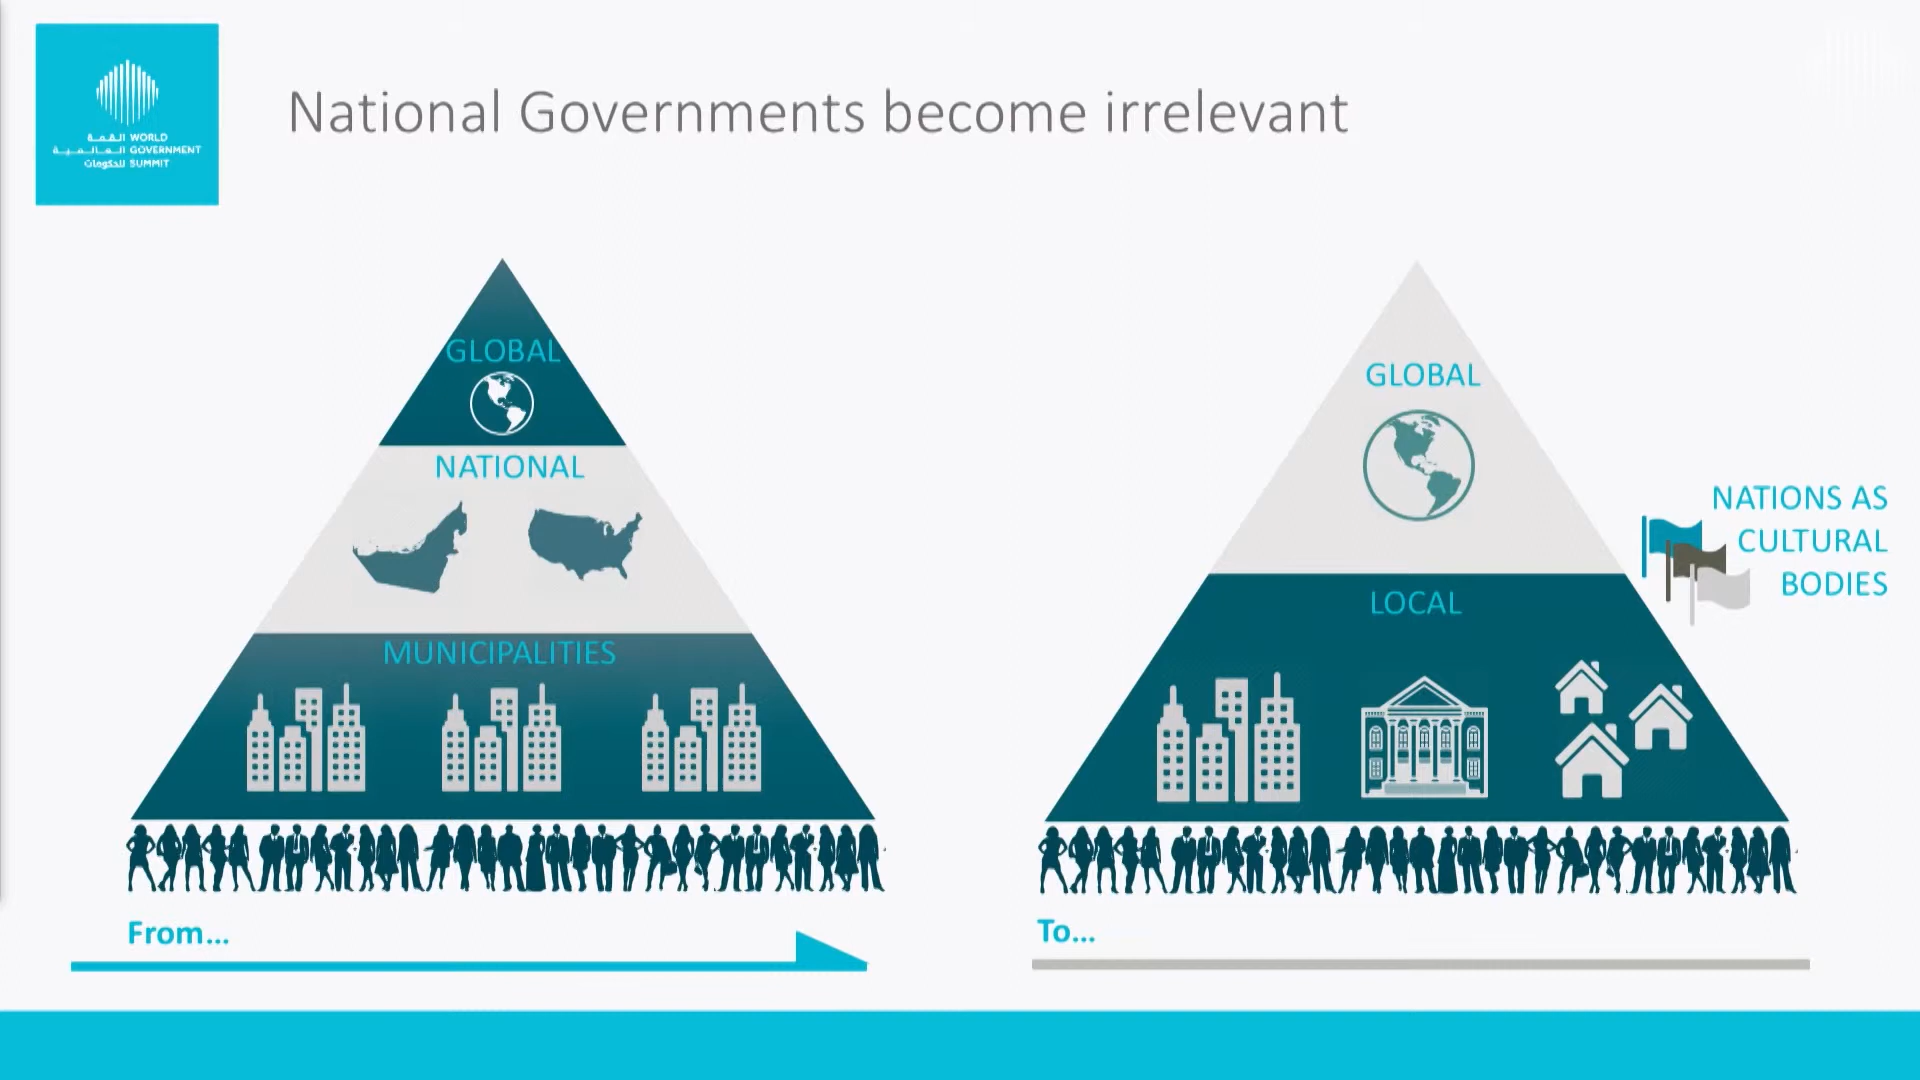 القمة WORLD
العالمية GOVERNMENT
للحكومات SUMMIT
National Governments become irrelevant
GLOBAL
NATIONAL
MUNICIPALITIES
From...
GLOBAL
LOCAL
NATIONS AS
CULTURAL
BODIES
To...